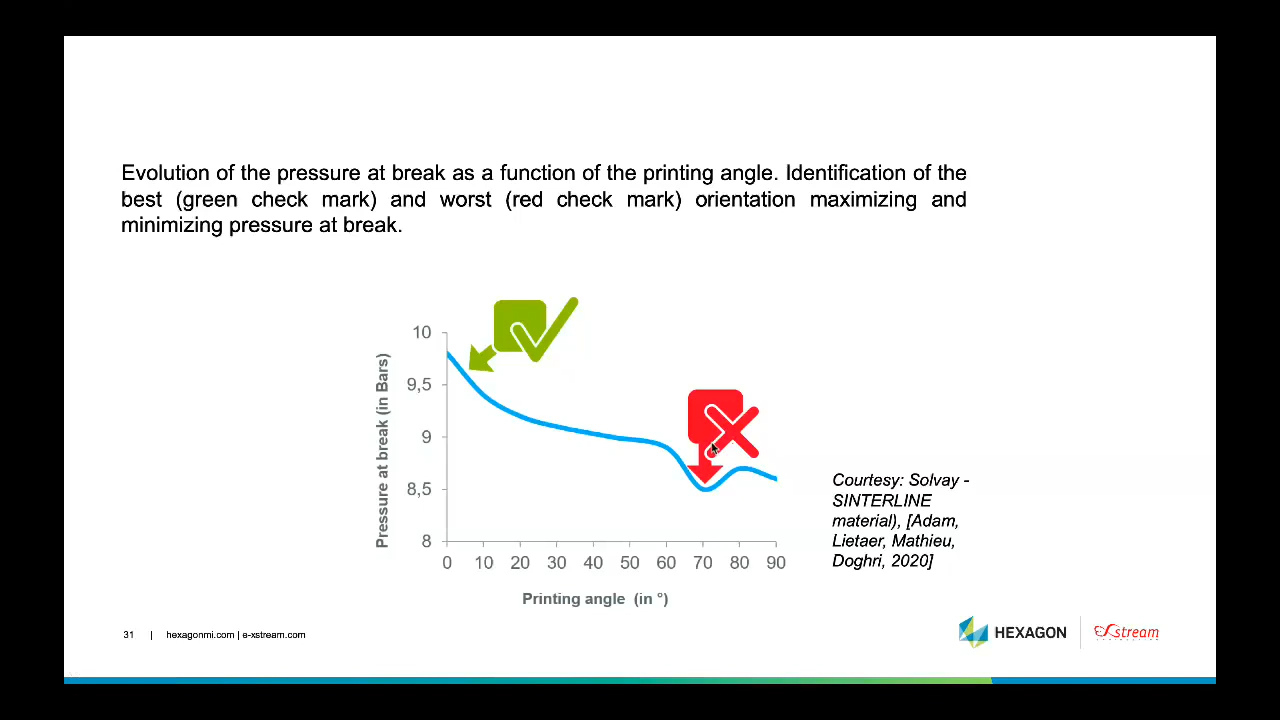 Evolution of the pressure at break as a function of the printing angle. Identification of the
best (green check mark) and worst (red check mark) orientation maximizing and
minimizing pressure at break.
10
9,5
9
8,5
8
Pressure at break (in Bars)
0 10 20 30 40 50 60 70 80 90
Printing angle (in °)
Courtesy: Solvay -
SINTERLINE
material), [Adam,
Lietaer, Mathieu,
Doghri, 2020]
31 | hexagonmi.com | e-xstream.com
HEXAGON
eXstream